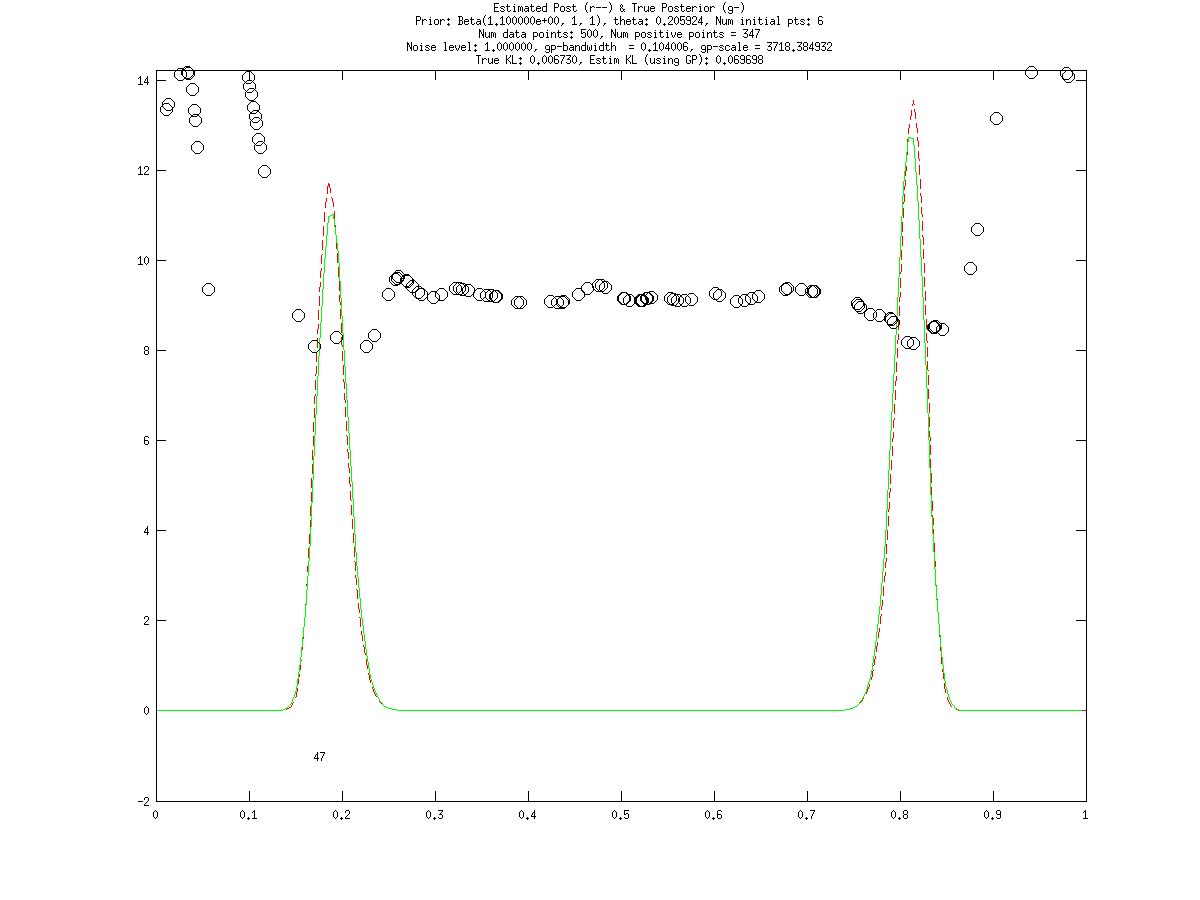 Estimated Post (r--) & True Posterior (g-)
Prior: Beta(1.100000e+00, 1, 1), theta: 0.205924, Num initial pts: 6
Num data points: 500, Num positive points = 347
Noise level: 1.000000, gp-bandwidth  = 0.104006, gp-scale = 3718.384932
True KL: 0.006730, Estim KL (using GP): 0.069698
14
12
10
8
6
4
2
0
47
-2
0 0.1 0.2 0.3 0.4 0.5 0.6 0.7 0.8 0.9 1